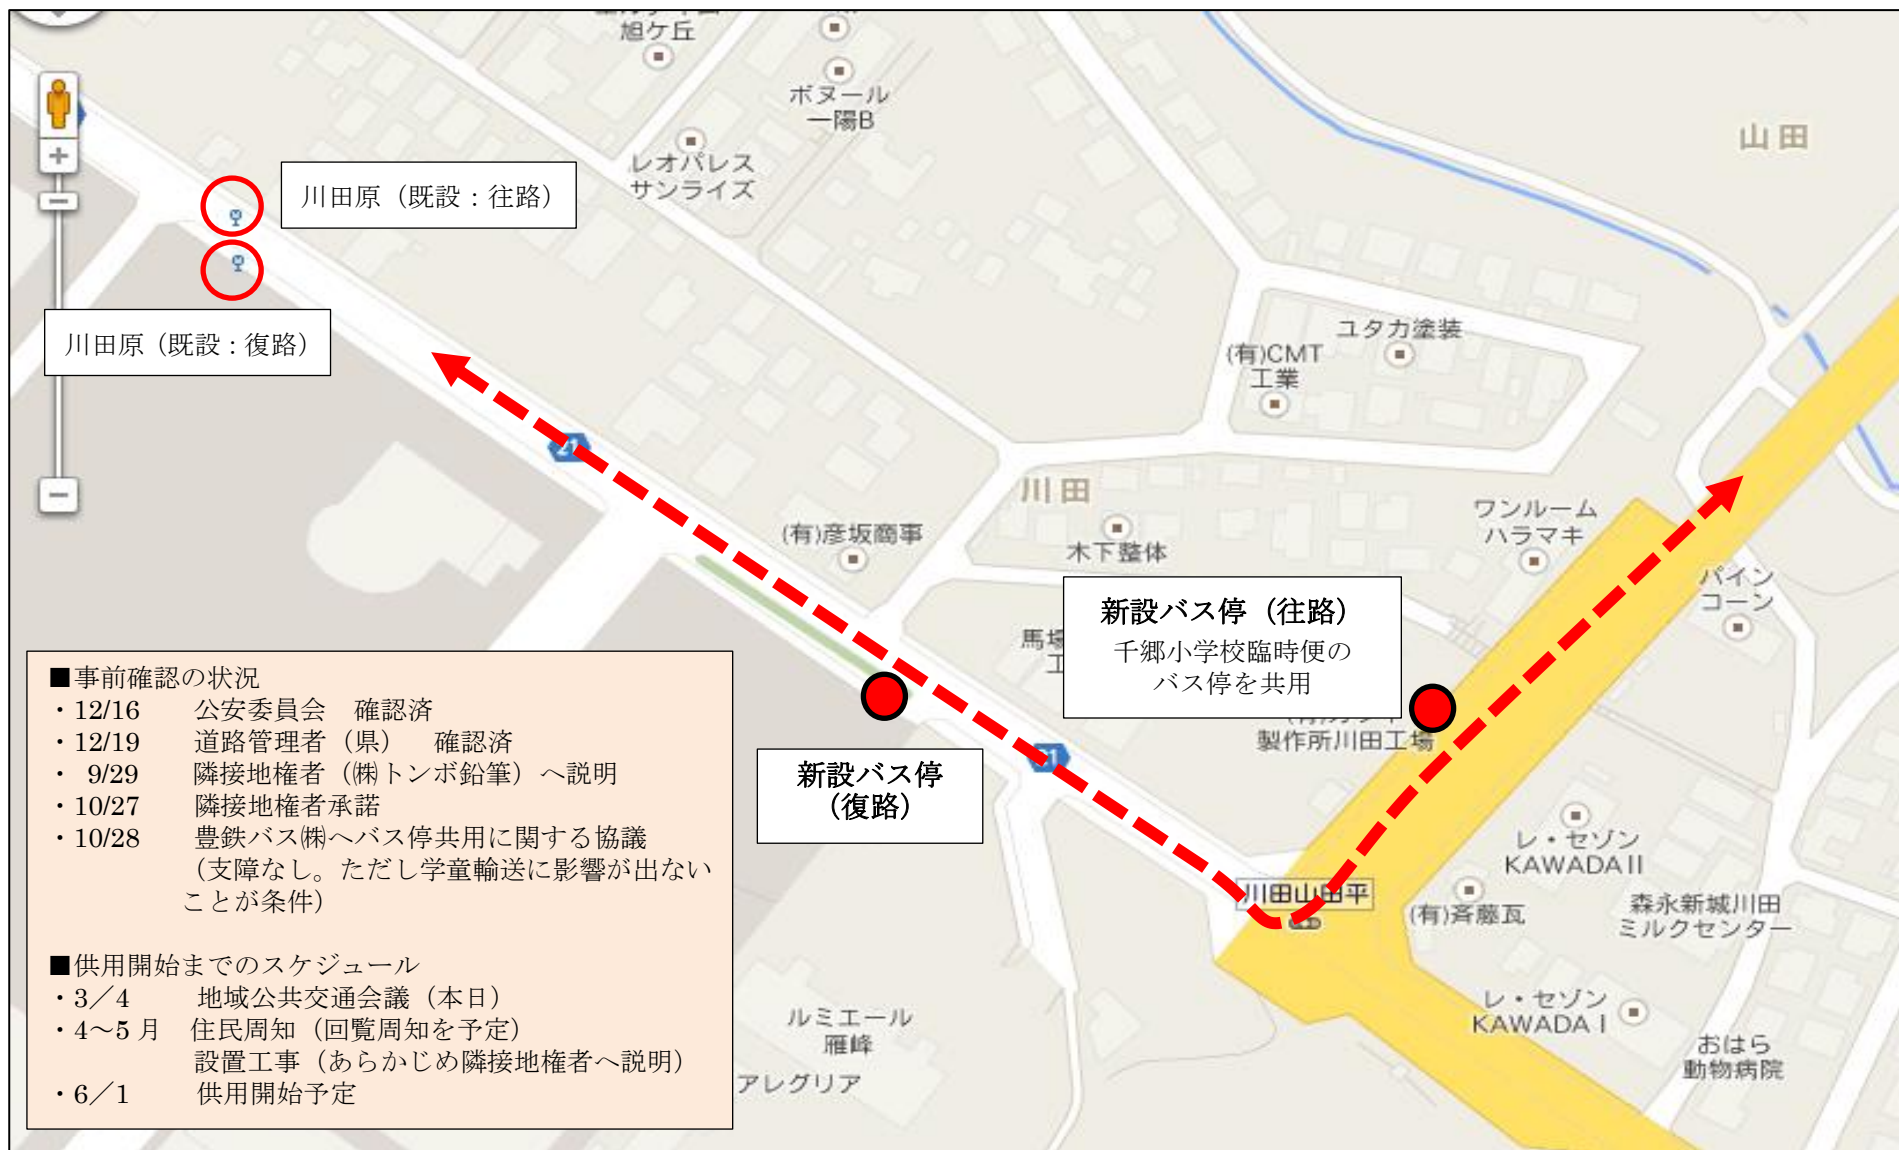 旭ケ丘
ボヌール
一陽B
レオパレス
サンライズ
山田
川田原（既設：往路）
川田原（既設：復路）
ユタカ塗装
(有)CMT
工業
21
川田
(有)彦坂商事
木下整体
ワンルーム
ハラマキ
パイン
コーン
新設バス停（往路）
千郷小学校臨時便の
バス停を共用
馬場
工
製作所川田工場
新設バス停
（復路）
レ・セゾン
KAWADAⅡ
川田山田平
(有)斉藤瓦
森永新城川田
ミルクセンター
レ・セゾン
KAWADAⅠ
おはら
動物病院
ルミエール
雁峰
アレグリア
■事前確認の状況
・12/16　公安委員会　確認済
・12/19　道路管理者（県）　確認済
・ 9/29　隣接地権者（㈱トンボ鉛筆）へ説明
・10/27　隣接地権者承諾
・10/28　豊鉄バス㈱へバス停共用に関する協議
（支障なし。ただし学童輸送に影響が出ない
ことが条件）
■供用開始までのスケジュール
・3／4　地域公共交通会議（本日）
・4～5月　住民周知（回覧周知を予定）
設置工事（あらかじめ隣接地権者へ説明）
・6／1　供用開始予定